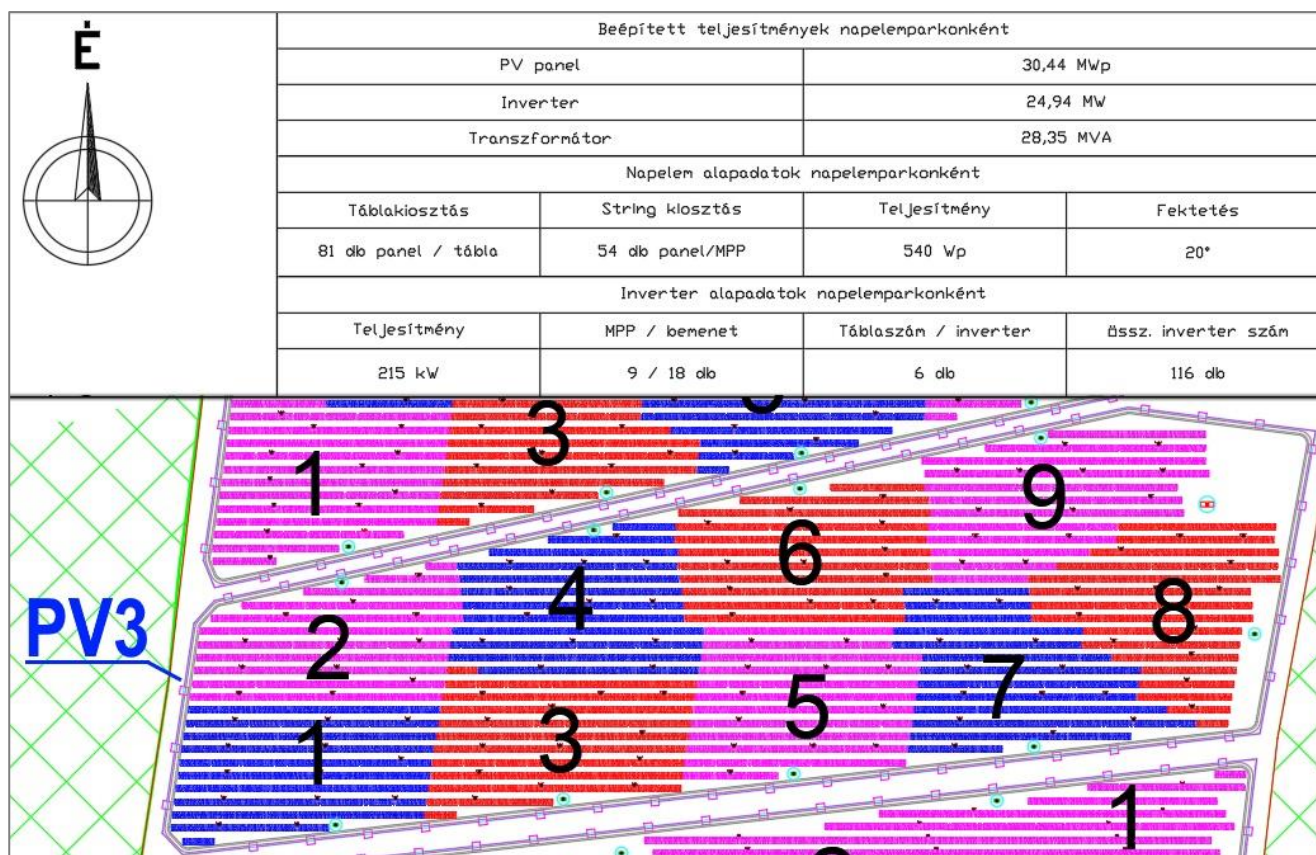 É
Beépített teljesítmények napelemparkonként
PV panel 30,44 MWp
Inverter 24,94 MW
Transzformátor 28,35 MVA
Napelem alapadatok napelemparkonként
Táblakiosztás String kiosztás Teljesítmény Fektetés
81 db panel / tábla 54 db panel/MPP 540 Wp 20°
Inverter alapadatok napelemparkonként
Teljesítmény MPP / bemenet Táblaszám / inverter össz. inverter szám
215 kW 9 / 18 db 6 db 116 db
3
1
9
6
4
8
PV3
2
7
5
3
1
1